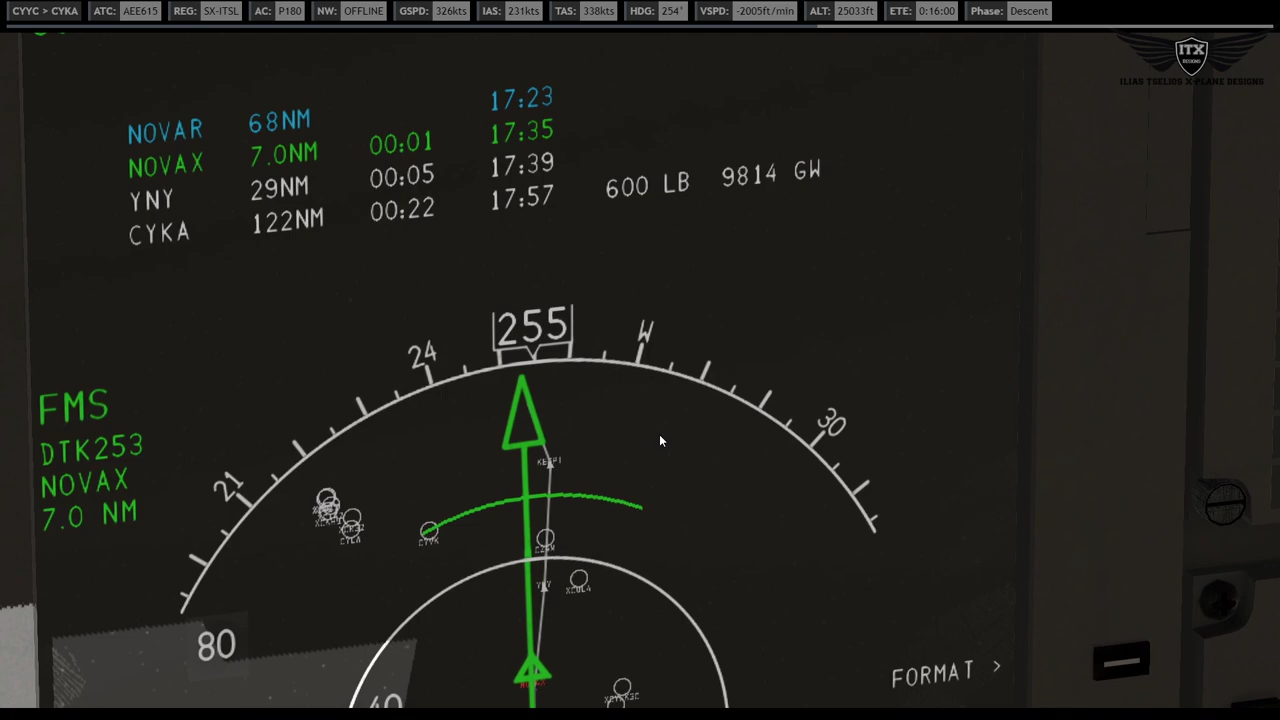 CYYC > CYKA ATC: AEE615 REG: SX-ITSL AC: P180 NW: OFFLINE GSPD: 326kts IAS: 231kts TAS: 338kts HDG: 254° VSPD: -2005ft/min ALT: 25033ft ETE: 0:16:00 Phase: Descent
ITX
DESIGNS
ILIAS TSELIOS X-PLANE DESIGNS
NOVAR 68NM 17:23
NOVAX 7.0NM 00:01 17:35
YNY 29NM 00:05 17:39
CYKA 122NM 00:22 17:57
600 LB 9814 GW
255
24 W
21 30
FMS
DTK253
NOVAX
7.0 NM
CYVK
YNY
80
40
FORMAT >